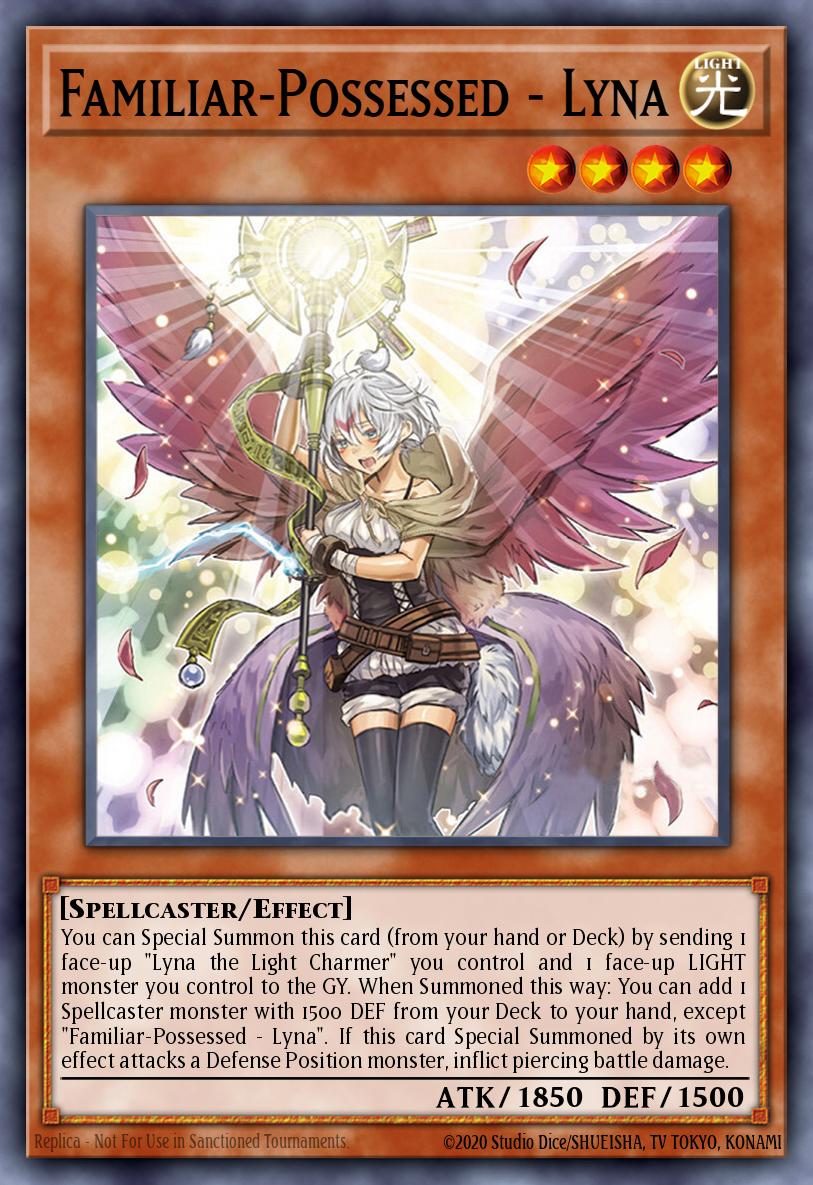 Familiar-Possessed - Lyna
LIGHT
光
[Spellcaster/Effect]
You can Special Summon this card (from your hand or Deck) by sending 1
face-up "Lyna the Light Charmer" you control and 1 face-up LIGHT
monster you control to the GY. When Summoned this way: You can add 1
Spellcaster monster with 1500 DEF from your Deck to your hand, except
"Familiar-Possessed - Lyna". If this card Special Summoned by its own
effect attacks a Defense Position monster, inflict piercing battle damage.
ATK/1850 DEF/1500
Replica - Not For Use in Sanctioned Tournaments.
©2020 Studio Dice/SHUEISHA, TV TOKYO, KONAMI